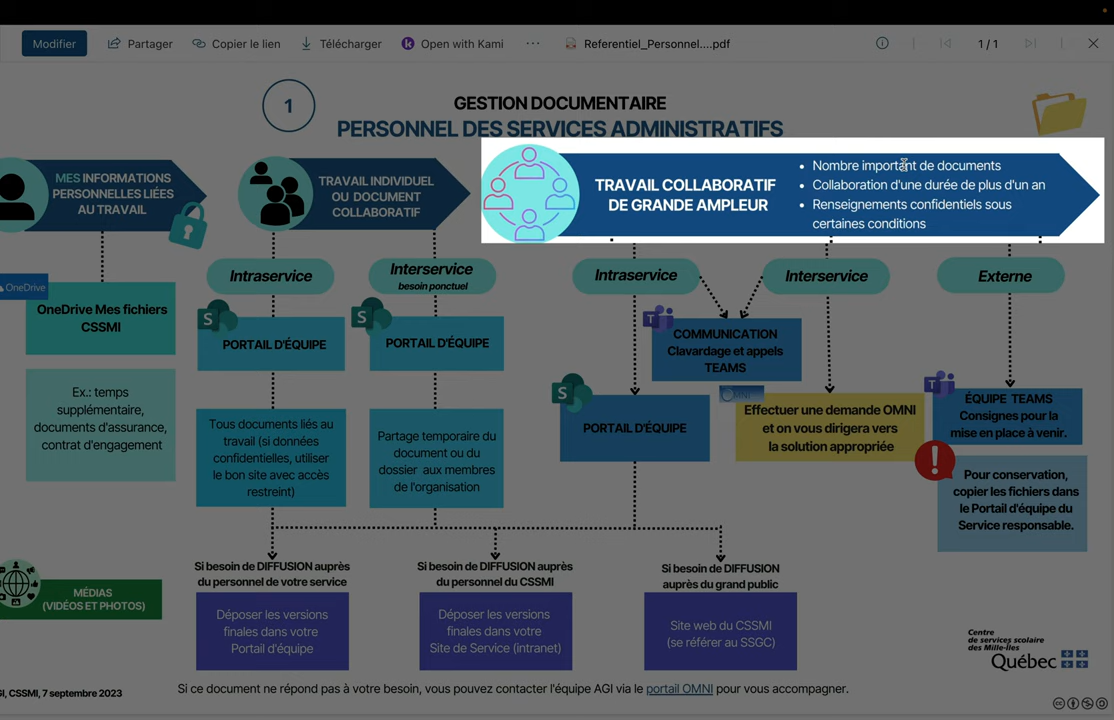 Modifier
Partager
Copier le lien
Télécharger
Open with Kami
Referentiel_Personnel....pdf
1 / 1
1
GESTION DOCUMENTAIRE
PERSONNEL DES SERVICES ADMINISTRATIFS
MES INFORMATIONS
PERSONNELLES LIÉES
AU TRAVAIL
TRAVAIL INDIVIDUEL
OU DOCUMENT
COLLABORATIF
TRAVAIL COLLABORATIF
DE GRANDE AMPLEUR
• Nombre important de documents
• Collaboration d'une durée de plus d'un an
• Renseignements confidentiels sous
certaines conditions
OneDrive
OneDrive Mes fichiers
CSSMI
Ex.: temps
supplémentaire,
documents d'assurance,
contrat d'engagement
Intraservice
S
PORTAIL D'ÉQUIPE
Tous documents liés au
travail (si données
confidentielles, utiliser
le bon site avec accès
restreint)
Interservice
besoin ponctuel
S
PORTAIL D'ÉQUIPE
Partage temporaire du
document ou du
dossier aux membres
de l'organisation
Intraservice
Interservice
Externe
T
COMMUNICATION
Clavardage et appels
TEAMS
S
PORTAIL D'ÉQUIPE
OMNI
Effectuer une demande OMNI
et on vous dirigera vers
la solution appropriée
T
ÉQUIPE TEAMS
Consignes pour la
mise en place à venir.
!
Pour conservation,
copier les fichiers dans
le Portail d'équipe du
Service responsable.
MÉDIAS
(VIDÉOS ET PHOTOS)
Si besoin de DIFFUSION auprès
du personnel de votre service
Déposer les versions
finales dans votre
Portail d'équipe
Si besoin de DIFFUSION auprès
du personnel du CSSMI
Déposer les versions
finales dans votre
Site de Service (intranet)
Si besoin de DIFFUSION
auprès du grand public
Site web du CSSMI
(se référer au SSGC)
Centre
de services scolaire
des Mille-Îles
Québec
GI, CSSMI, 7 septembre 2023
Si ce document ne répond pas à votre besoin, vous pouvez contacter l'équipe AGI via le portail OMNI pour vous accompagner.